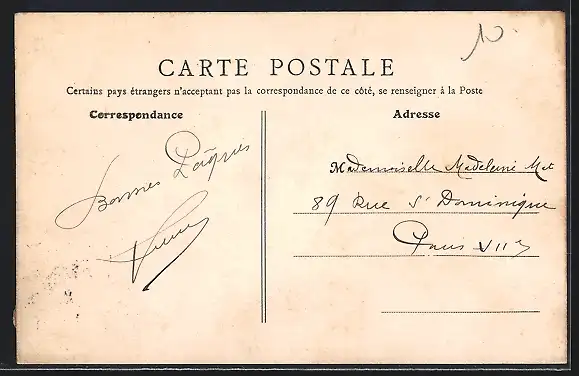 CARTE POSTALE
Certains pays étrangers n'acceptant pas la correspondance de ce côté, se renseigner à la Poste
Correspondance
Adresse
Bonnes Pâques
Mademoiselle Madeleine
89 Rue St Dominique
Paris VII